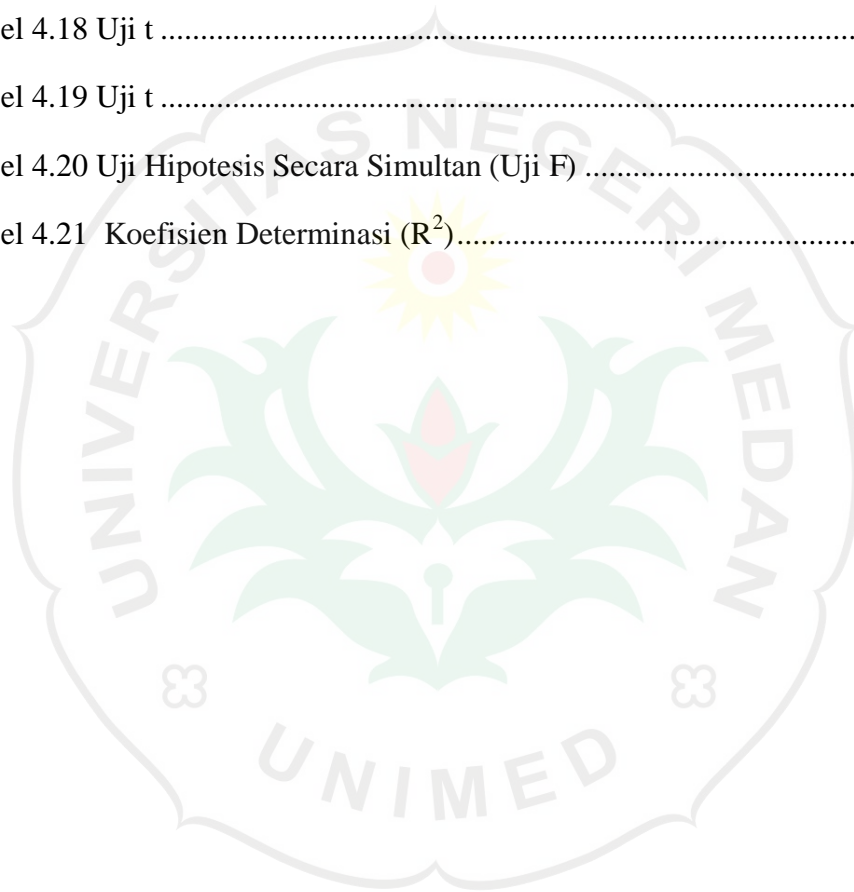 el 4.18 Uji t ........................................................................................
el 4.19 Uji t ........................................................................................
el 4.20 Uji Hipotesis Secara Simultan (Uji F) ..................................
el 4.21 Koefisien Determinasi (R²)..................................................
UNIVERSITAS NEGERI MEDAN
UNIMED